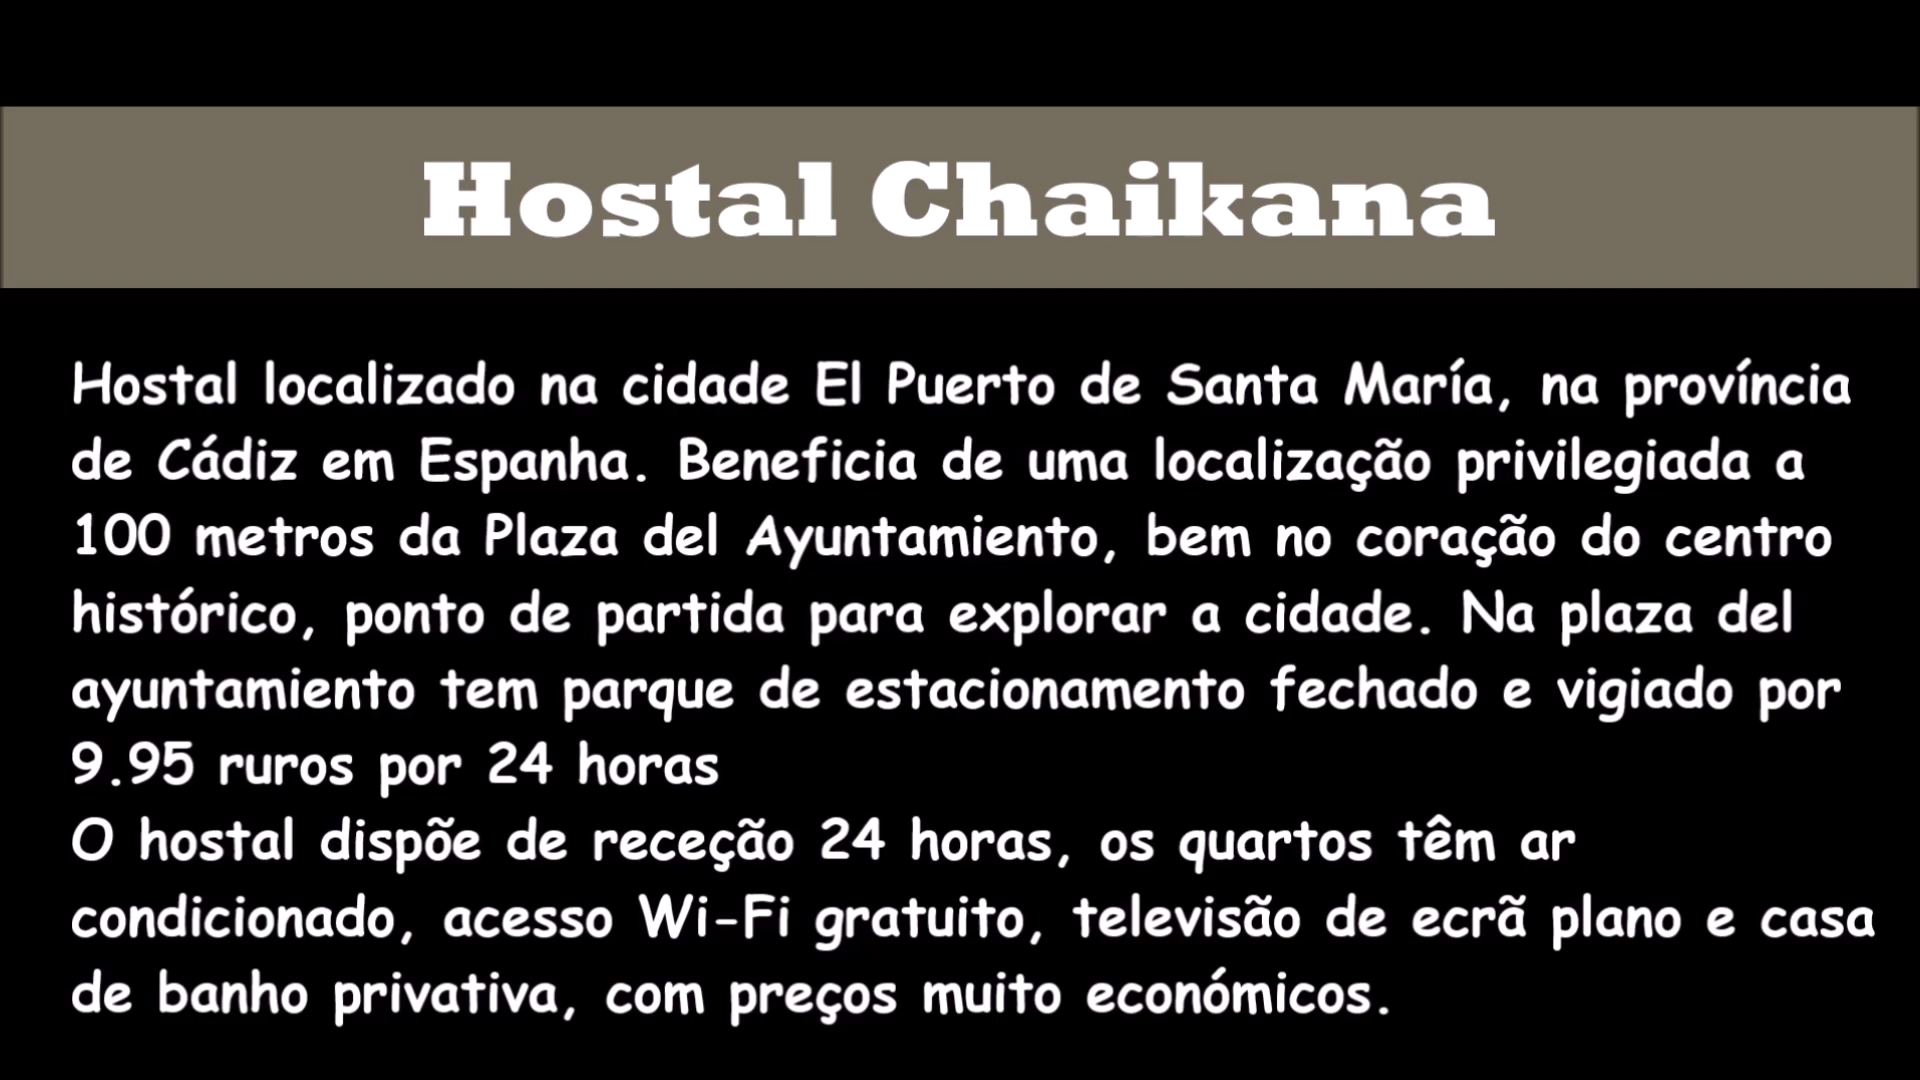 Hostal Chaikana
Hostal localizado na cidade El Puerto de Santa María, na província
de Cádiz em Espanha. Beneficia de uma localização privilegiada a
100 metros da Plaza del Ayuntamiento, bem no coração do centro
histórico, ponto de partida para explorar a cidade. Na plaza del
ayuntamiento tem parque de estacionamento fechado e vigiado por
9.95 ruros por 24 horas
O hostal dispõe de receção 24 horas, os quartos têm ar
condicionado, acesso Wi-Fi gratuito, televisão de ecrã plano e casa
de banho privativa, com preços muito económicos.